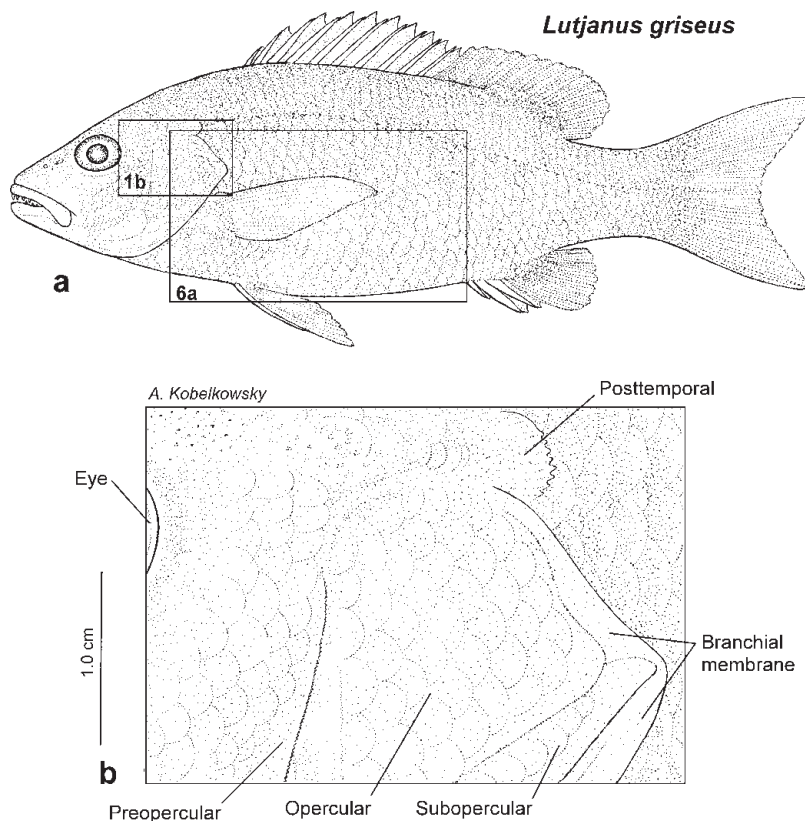 Lutjanus griseus
1b
a
6a
A. Kobelkowsky
Posttemporal
Eye
1.0 cm
Branchial
membrane
b
Preopercular
Opercular
Subopercular